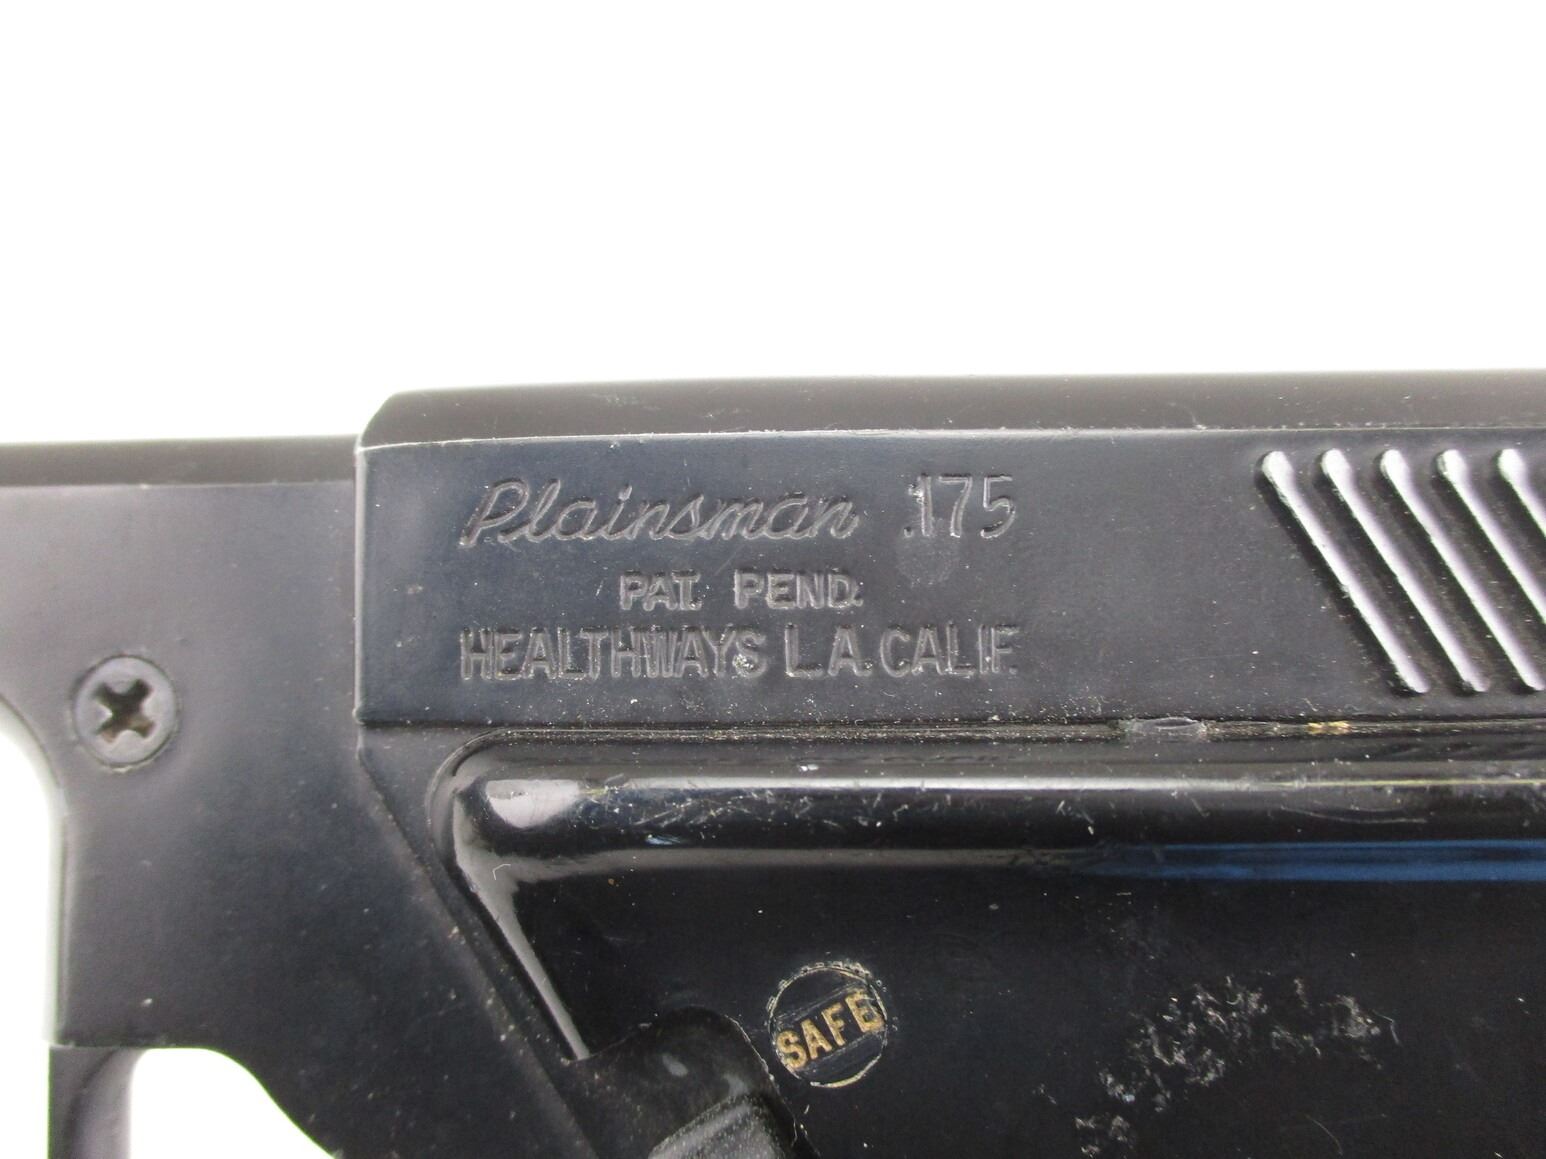 Plainsman .175
PAT. PEND.
HEALTHWAYS L.A. CALIF.
SAFE